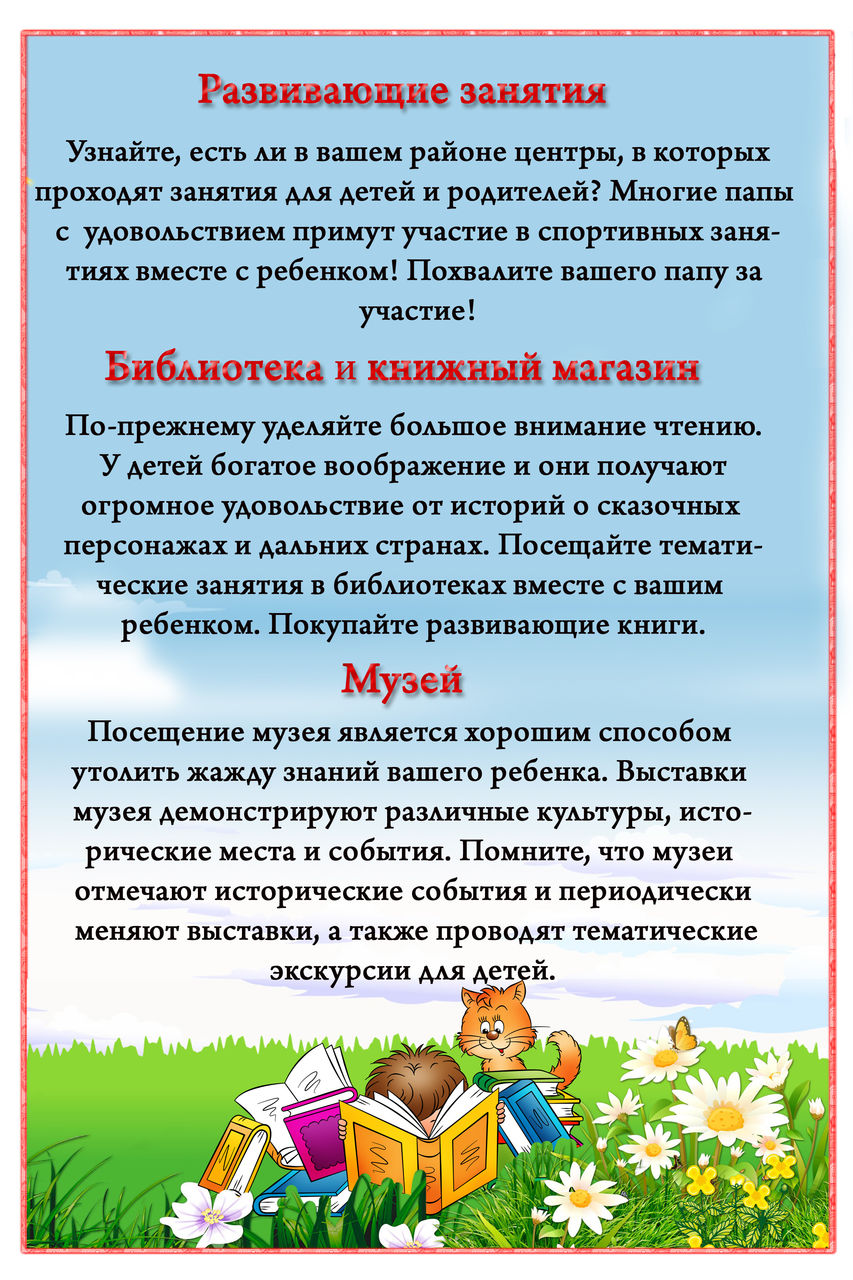 Развивающие занятия
Узнайте, есть ли в вашем районе центры, в которых
проходят занятия для детей и родителей? Многие папы
с удовольствием примут участие в спортивных заня-
тиях вместе с ребенком! Похвалите вашего папу за
участие!
Библиотека и книжный магазин
По-прежнему уделяйте большое внимание чтению.
У детей богатое воображение и они получают
огромное удовольствие от историй о сказочных
персонажах и дальних странах. Посещайте темати-
ческие занятия в библиотеках вместе с вашим
ребенком. Покупайте развивающие книги.
Музей
Посещение музея является хорошим способом
утолить жажду знаний вашего ребенка. Выставки
музея демонстрируют различные культуры, исто-
рические места и события. Помните, что музеи
отмечают исторические события и периодически
меняют выставки, а также проводят тематические
экскурсии для детей.